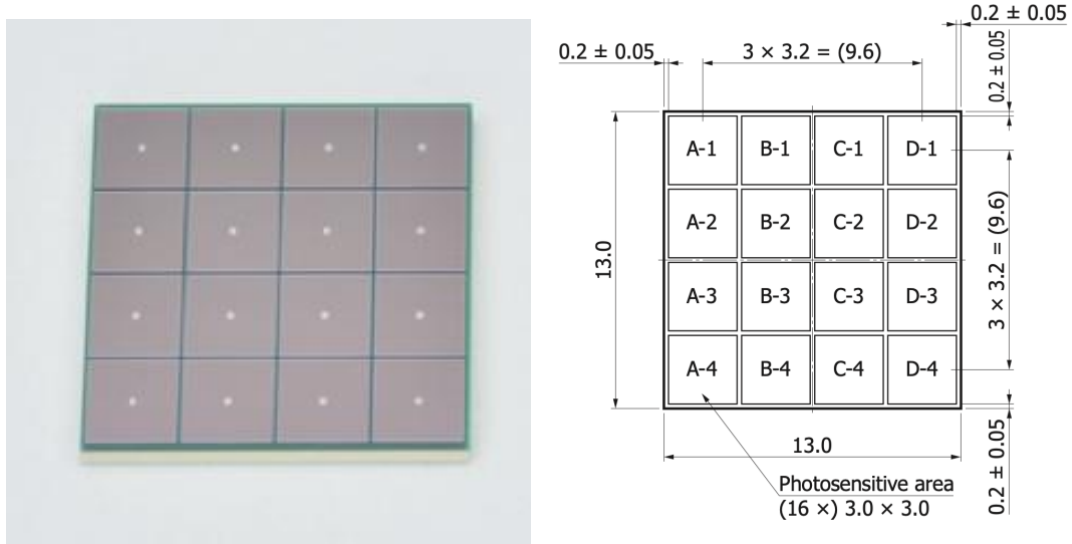 0.2 ± 0.05
0.2 ± 0.05
3 × 3.2 = (9.6)
0.2 ± 0.05
A-1 B-1 C-1 D-1
A-2 B-2 C-2 D-2
13.0
3 × 3.2 = (9.6)
A-3 B-3 C-3 D-3
A-4 B-4 C-4 D-4
13.0
0.2 ± 0.05
Photosensitive area
(16 ×) 3.0 × 3.0